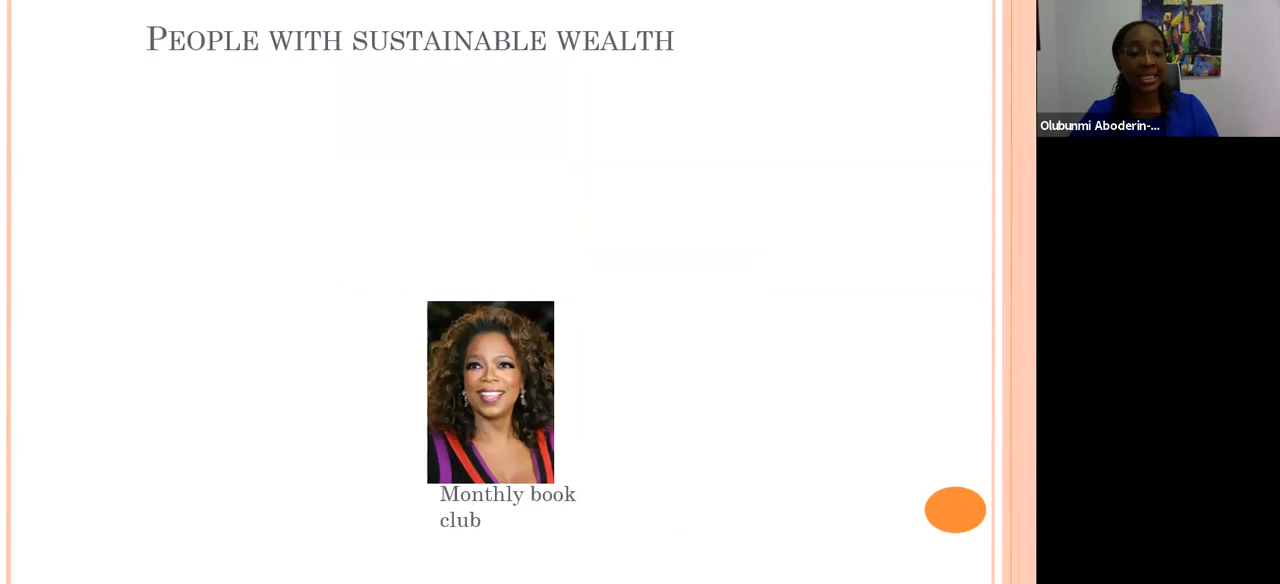 PEOPLE WITH SUSTAINABLE WEALTH
Olubunmi Aboderin-...
Monthly book
club